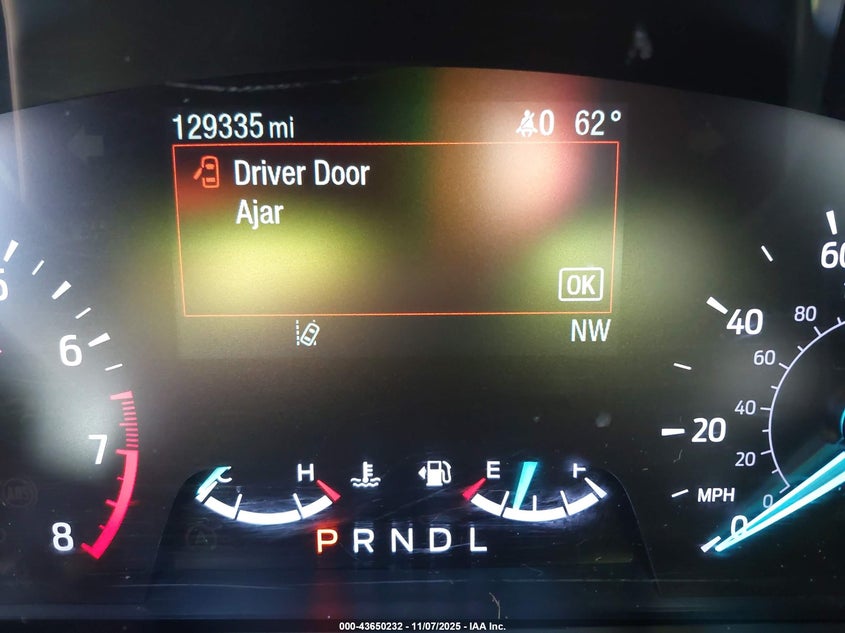 129335 mi
0 62°
Driver Door
Ajar
OK
NW
6
7
8
60
40
20
0
MPH
80
60
40
20
0
C H
E F
P R N D L
000-43650232 - 11/07/2025 - IAA Inc.